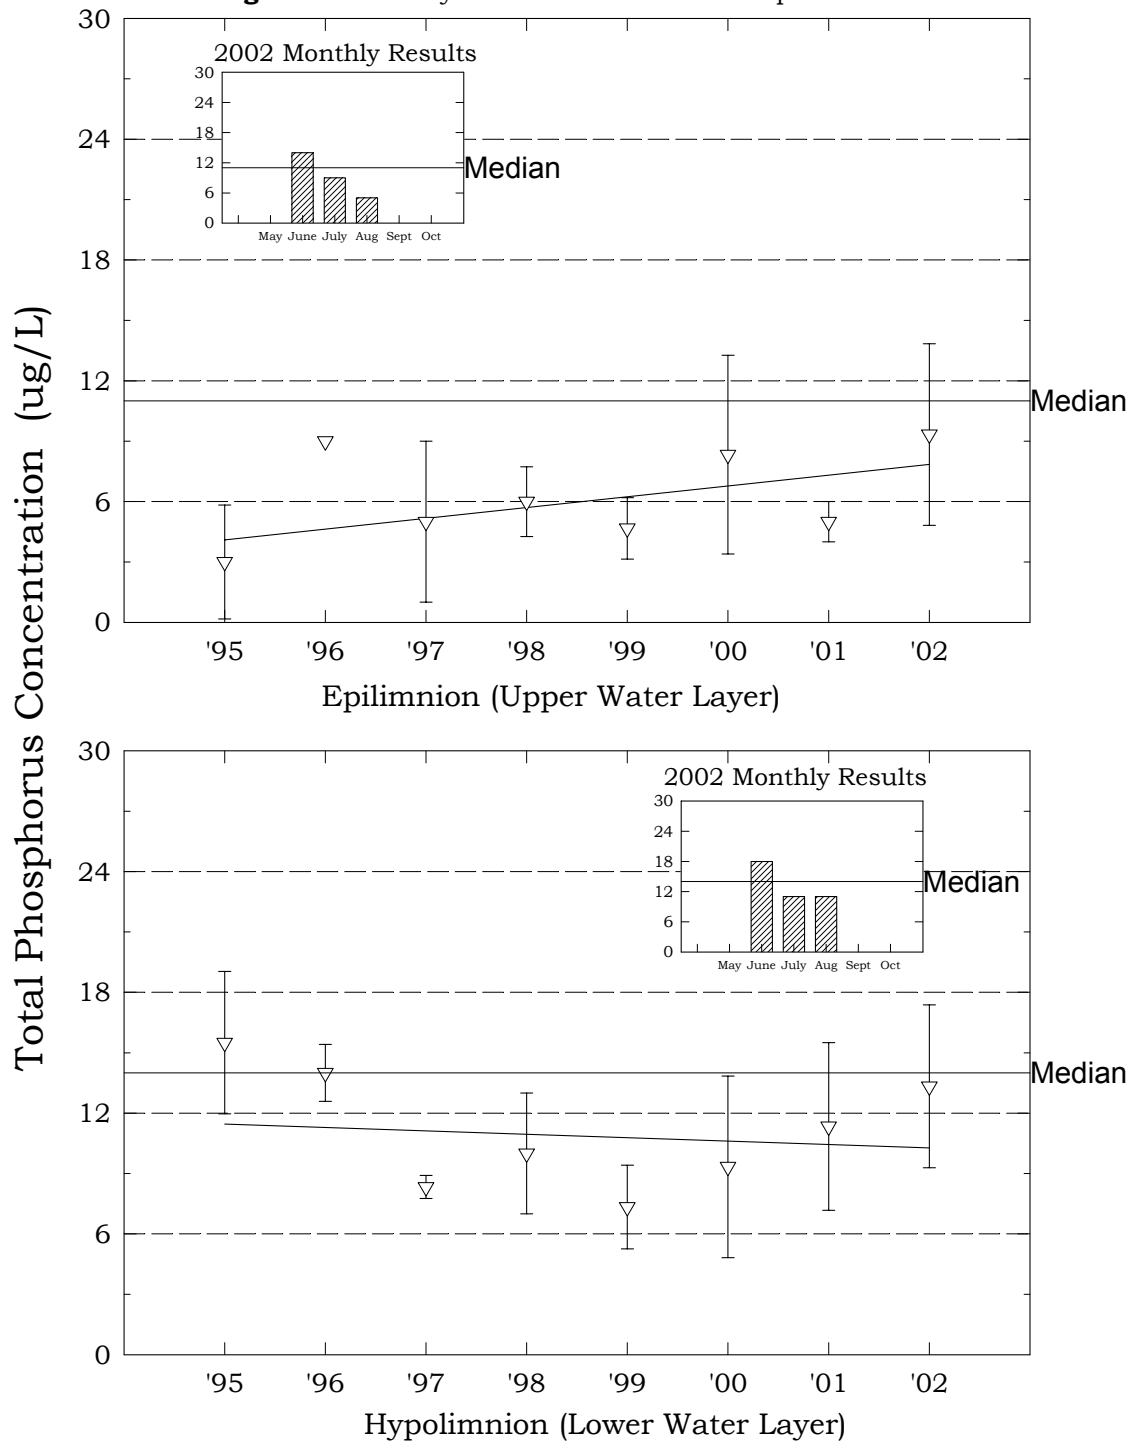 2002 Monthly Results
30
24
18
12
6
0
Median
May June July Aug Sept Oct
30
24
18
12
6
0
Median
'95 '96 '97 '98 '99 '00 '01 '02
Epilimnion (Upper Water Layer)
Total Phosphorus Concentration (ug/L)
2002 Monthly Results
30
24
18
12
6
0
Median
May June July Aug Sept Oct
30
24
18
12
6
0
Median
'95 '96 '97 '98 '99 '00 '01 '02
Hypolimnion (Lower Water Layer)